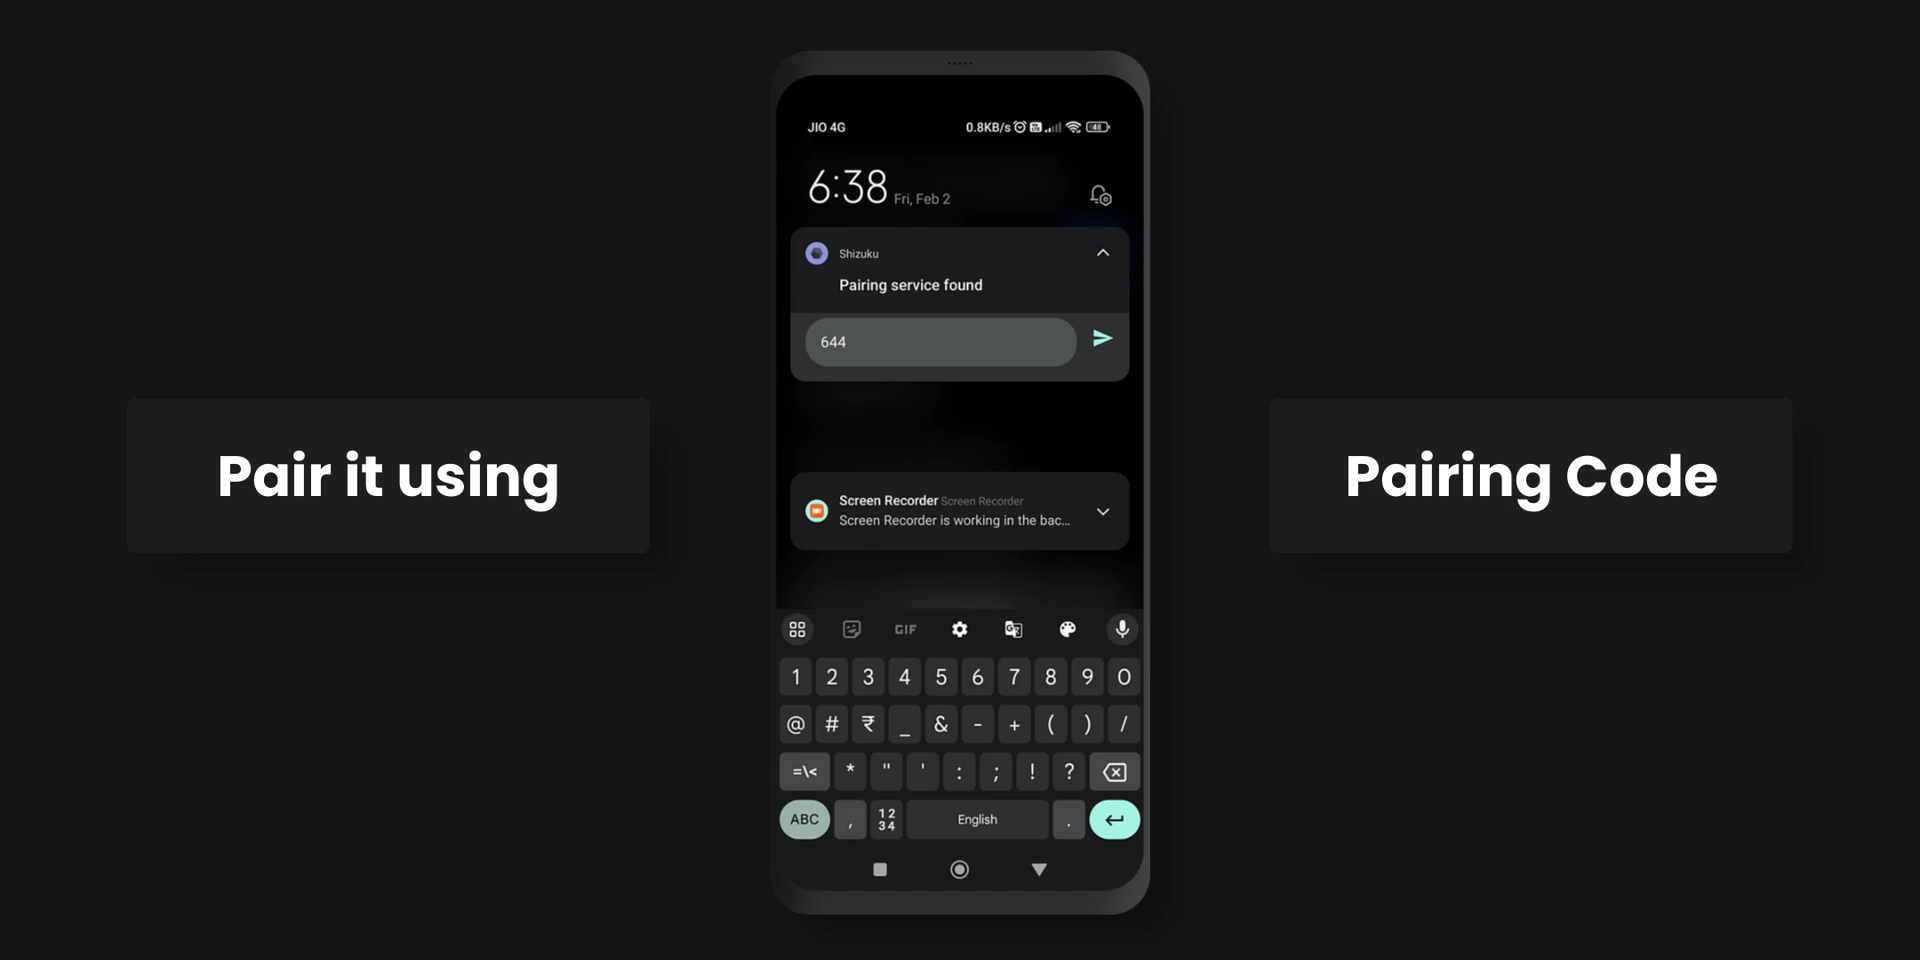 JIO 4G 0.8KB/s 48
6:38 Fri, Feb 2
Shizuku
Pairing service found
644
Pair it using
Pairing Code
Screen Recorder Screen Recorder
Screen Recorder is working in the bac...
GIF
1 2 3 4 5 6 7 8 9 0
@ # ₹ _ & - + ( ) /
=\< * " ' : ; ! ?
ABC , 12 34 English .